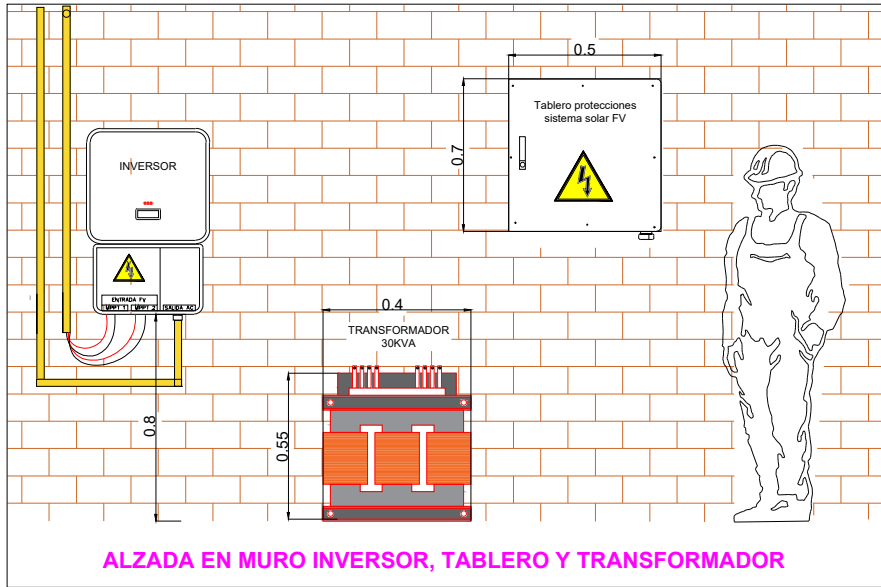 0.5
Tablero protecciones
sistema solar FV
0.7
INVERSOR
ENTRADA FV
MPPT 1 MPPT 2 SALIDA AC
0.4
TRANSFORMADOR
30KVA
0.8
0.55
ALZADA EN MURO INVERSOR, TABLERO Y TRANSFORMADOR